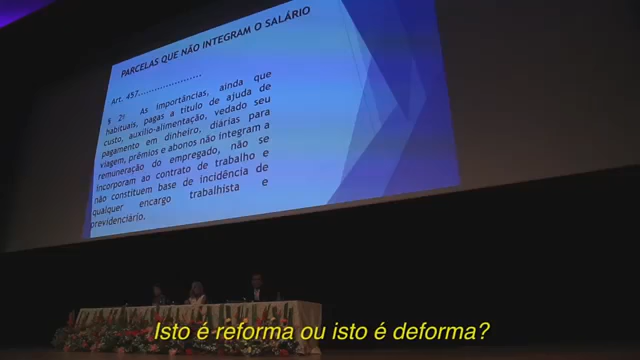 PARCELAS QUE NÃO INTEGRAM O SALÁRIO
Art. 457.....................
§ 2º As importâncias, ainda que
habituais, pagas a título de ajuda de
custo, auxílio-alimentação, vedado seu
pagamento em dinheiro, diárias para
viagem, prêmios e abonos não integram a
remuneração do empregado, não se
incorporam ao contrato de trabalho e
não constituem base de incidência de
qualquer encargo trabalhista e
previdenciário.
Isto é reforma ou isto é deforma?